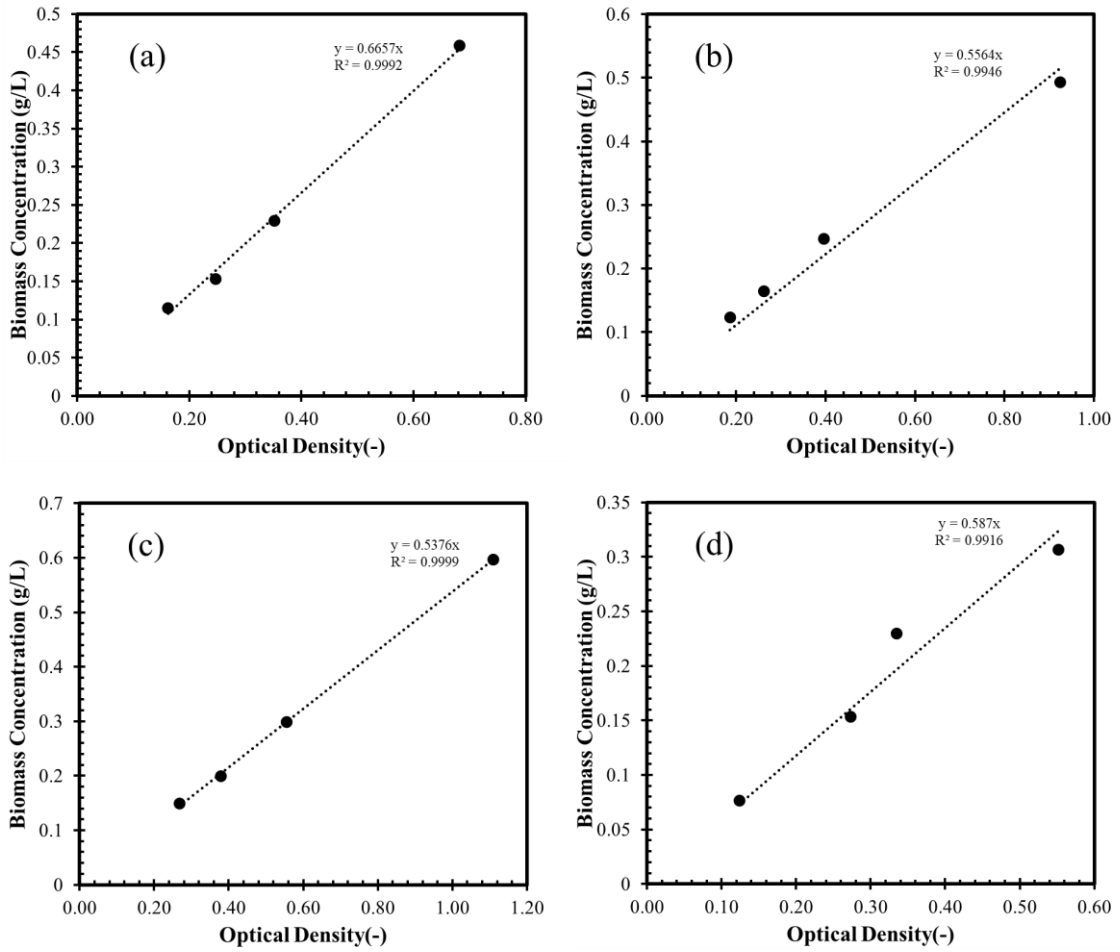 (a)
y = 0.6657x
R² = 0.9992
0.5
0.45
0.4
0.35
0.3
0.25
0.2
0.15
0.1
0.05
0
Biomass Concentration (g/L)
0.00 0.20 0.40 0.60 0.80
Optical Density(-)
(b)
y = 0.5564x
R² = 0.9946
0.6
0.5
0.4
0.3
0.2
0.1
0
Biomass Concentration (g/L)
0.00 0.20 0.40 0.60 0.80 1.00
Optical Density(-)
(c)
y = 0.5376x
R² = 0.9999
0.7
0.6
0.5
0.4
0.3
0.2
0.1
0
Biomass Concentration (g/L)
0.00 0.20 0.40 0.60 0.80 1.00 1.20
Optical Density(-)
(d)
y = 0.587x
R² = 0.9916
0.35
0.3
0.25
0.2
0.15
0.1
0.05
0
Biomass Concentration (g/L)
0.00 0.10 0.20 0.30 0.40 0.50 0.60
Optical Density(-)